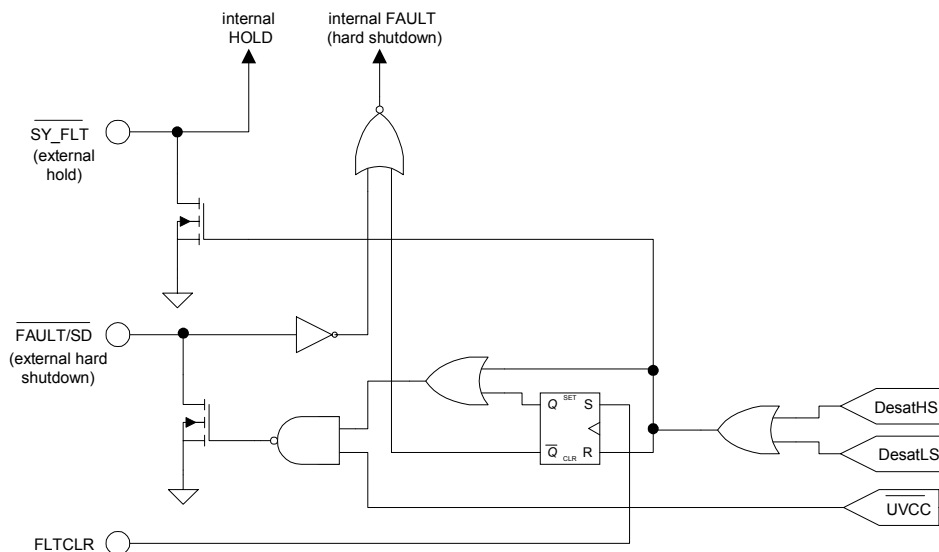 internal
HOLD
internal FAULT
(hard shutdown)
SY_FLT
(external
hold)
FAULT/SD
(external hard
shutdown)
Q SET S
Q CLR R
DesatHS
DesatLS
UVCC
FLTCLR